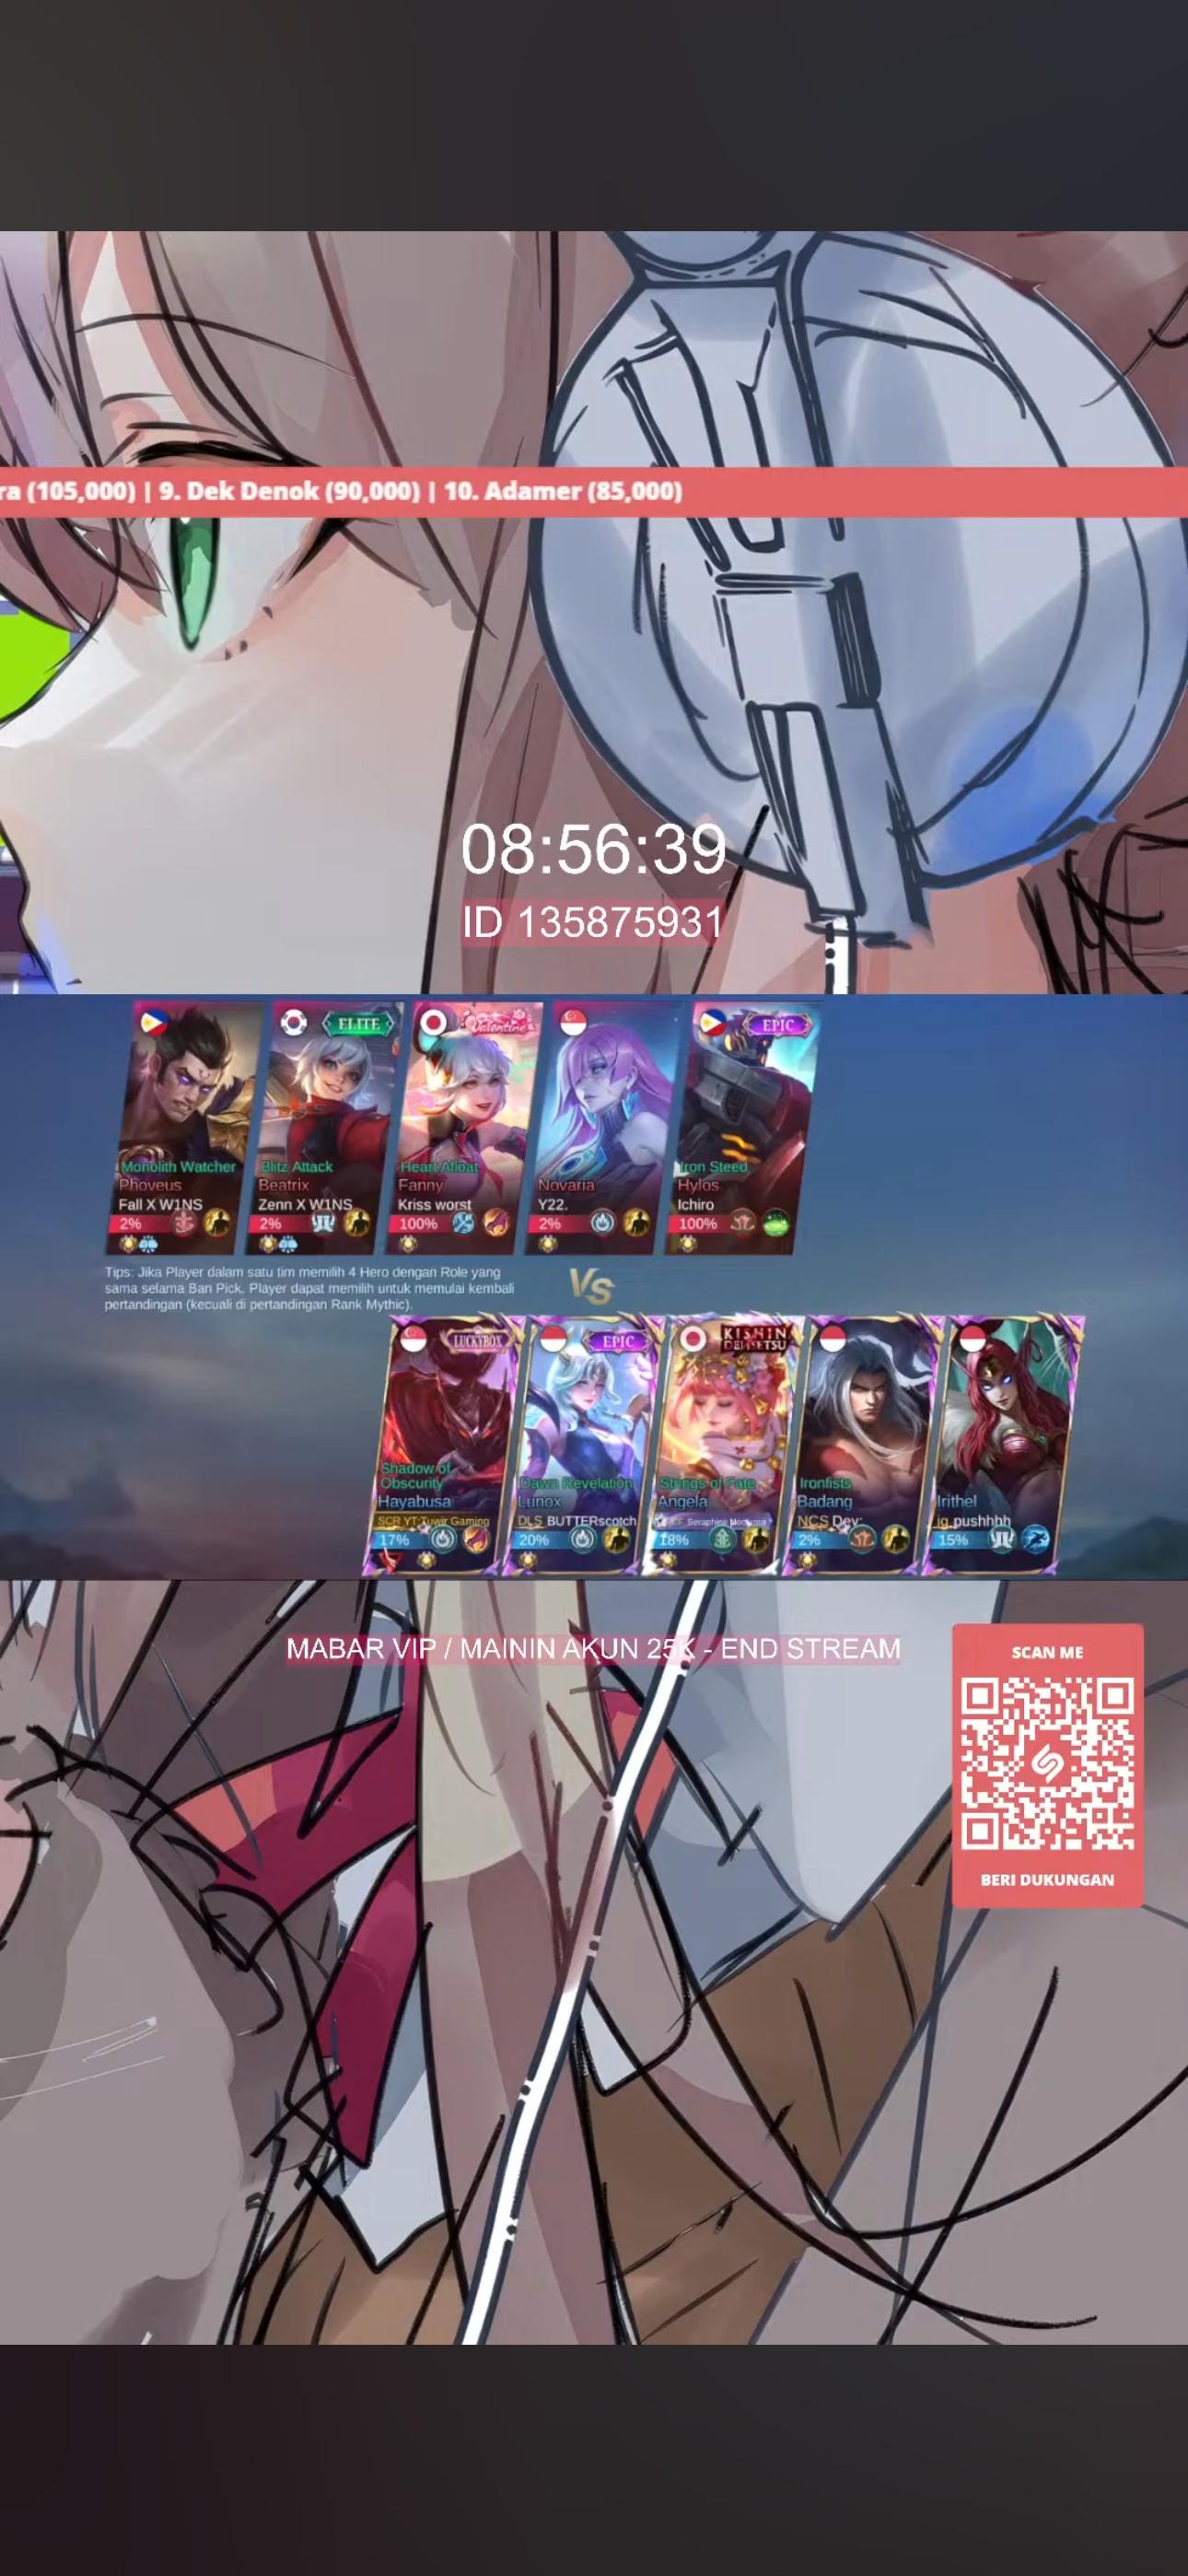 ra (105,000) | 9. Dek Denok (90,000) | 10. Adamer (85,000)
08:56:39
ID 135875931
ELITE
Valentine
EPIC
Monolith Watcher
Phoveus
Fall X W1NS
2%
Blitz Attack
Beatrix
Zenn X W1NS
2%
Heart Afloat
Fanny
Kriss worst
100%
Novaria
Y22.
2%
Iron Steed
Hylos
Ichiro
100%
Tips: Jika Player dalam satu tim memilih 4 Hero dengan Role yang
sama selama Ban Pick. Player dapat memilih untuk memulai kembali
pertandingan (kecuali di pertandingan Rank Mythic).
VS
LUCKYBOX
EPIC
KISHIN
DENSETSU
Shadow of
Obscurity
Hayabusa
SCR YT:Tuwir Gaming
17%
Dawn Revelation
Lunox
DLS BUTTERscotch
20%
Strings of Fate
Angela
Seraphine
18%
Ironfists
Badang
NCS Dey:
2%
Irithel
ig.pushhhh
15%
MABAR VIP / MAININ AKUN 25K - END STREAM
SCAN ME
BERI DUKUNGAN